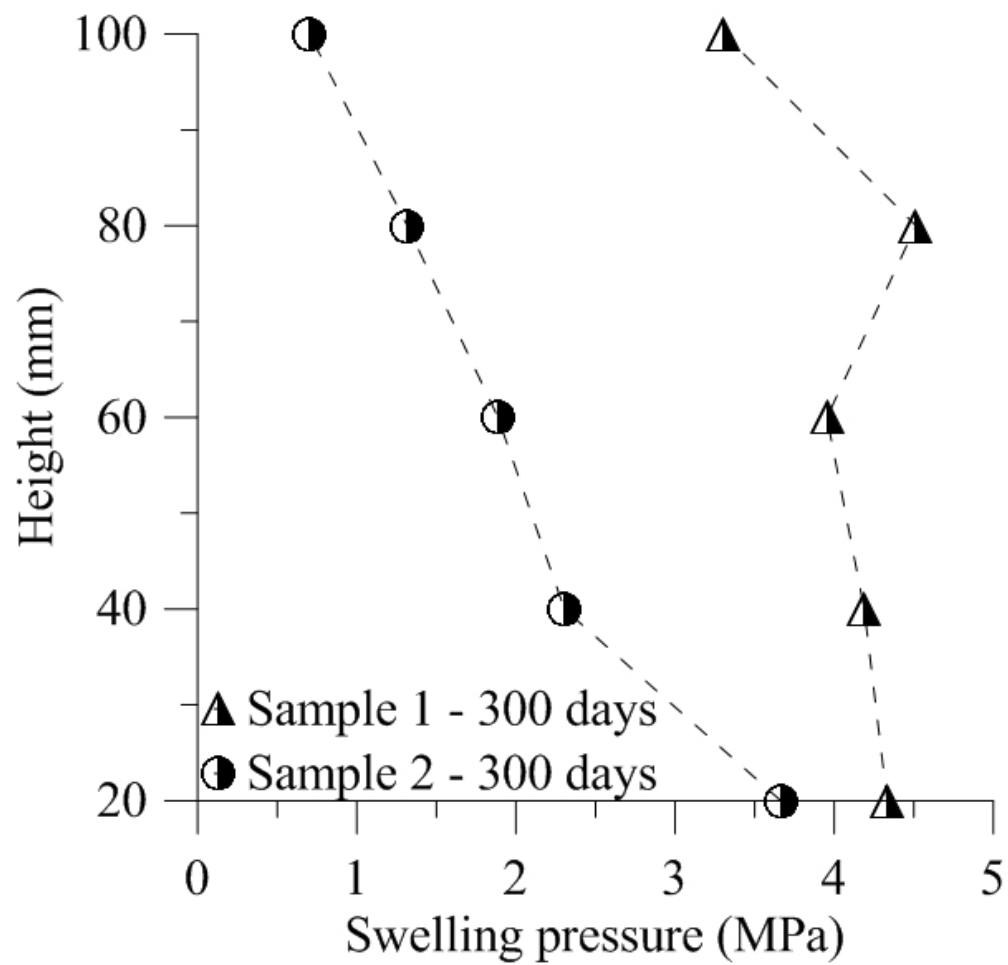 100
80
60
40
20
Height (mm)
Sample 1 - 300 days
Sample 2 - 300 days
0 1 2 3 4 5
Swelling pressure (MPa)